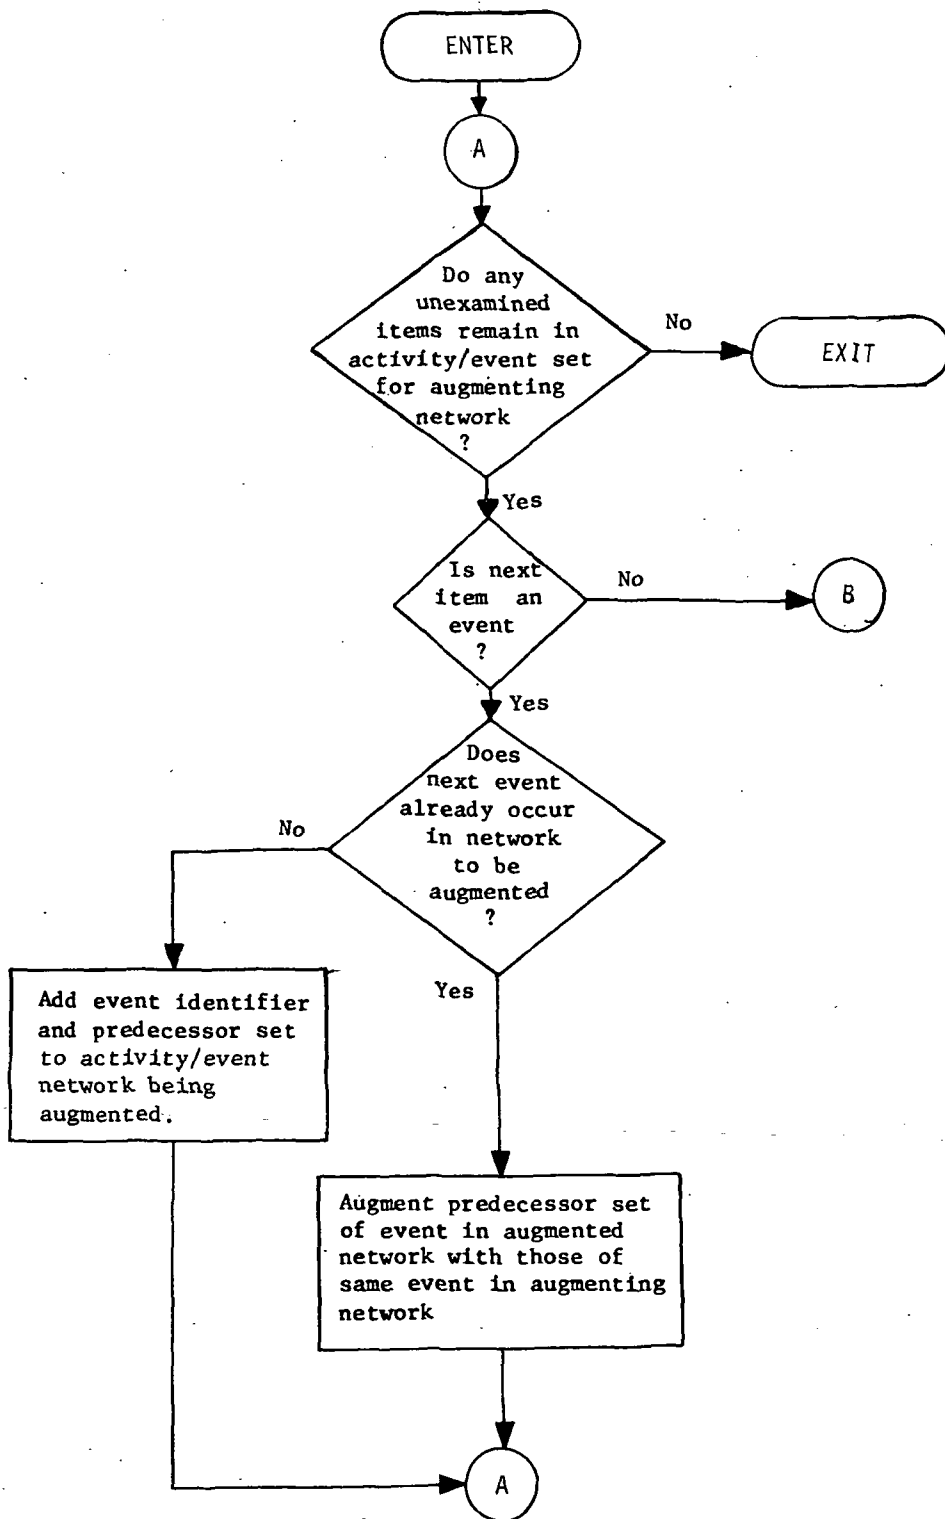 ENTER
A
Do any
unexamined
items remain in
activity/event set
for augmenting
network
?
No
EXIT
Yes
Is next
item an
event
?
No
B
Yes
Does
next event
already occur
in network
to be
augmented
?
No
Yes
Add event identifier
and predecessor set
to activity/event
network being
augmented.
Augment predecessor set
of event in augmented
network with those of
same event in augmenting
network
A